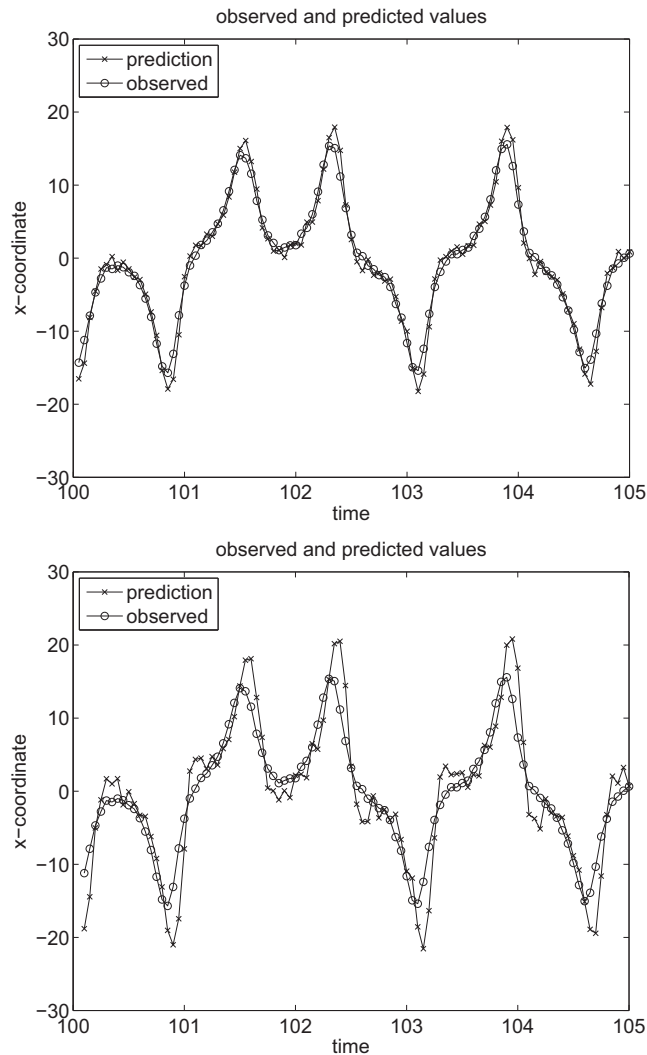 observed and predicted values
30
prediction
observed
20
10
0
−10
−20
−30
x−coordinate
100
101
102
103
104
105
time
observed and predicted values
30
prediction
observed
20
10
0
−10
−20
−30
x−coordinate
100
101
102
103
104
105
time